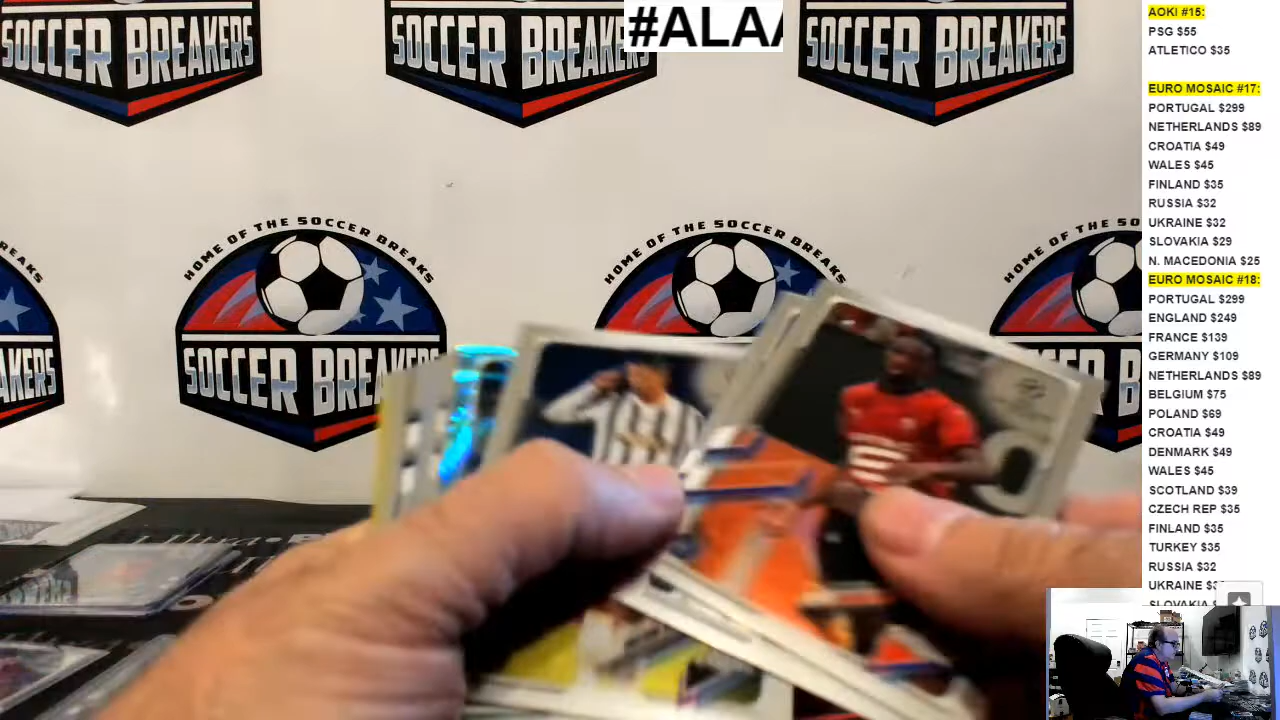 SOCCER BREAKERS
SOCCER BREAKERS
SOCCER BREAKERS
#ALA
HOME OF THE SOCCER BREAKS
SOCCER BREAKERS
HOME OF THE SOCCER BREAKS
HOME OF THE SOC
SOCCER
AOKI #15:
PSG $55
ATLETICO $35
EURO MOSAIC #17:
PORTUGAL $299
NETHERLANDS $89
CROATIA $49
WALES $45
FINLAND $35
RUSSIA $32
UKRAINE $32
SLOVAKIA $29
N. MACEDONIA $25
EURO MOSAIC #18:
PORTUGAL $299
ENGLAND $249
FRANCE $139
GERMANY $109
NETHERLANDS $89
BELGIUM $75
POLAND $69
CROATIA $49
DENMARK $49
WALES $45
SCOTLAND $39
CZECH REP $35
FINLAND $35
TURKEY $35
RUSSIA $32
UKRAINE